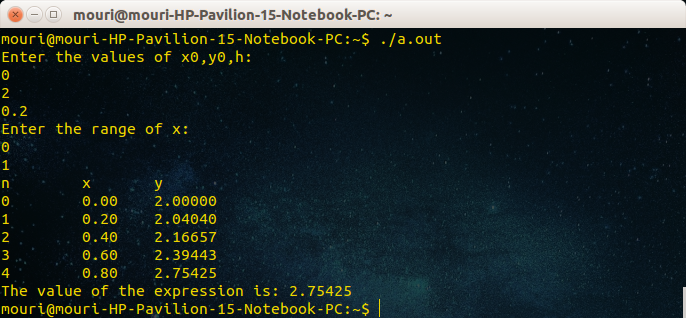 mouri@mouri-HP-Pavilion-15-Notebook-PC: ~
mouri@mouri-HP-Pavilion-15-Notebook-PC:~$ ./a.out
Enter the values of x0,y0,h:
0
2
0.2
Enter the range of x:
0
1
n x y
0 0.00 2.00000
1 0.20 2.04040
2 0.40 2.16657
3 0.60 2.39443
4 0.80 2.75425
The value of the expression is: 2.75425
mouri@mouri-HP-Pavilion-15-Notebook-PC:~$